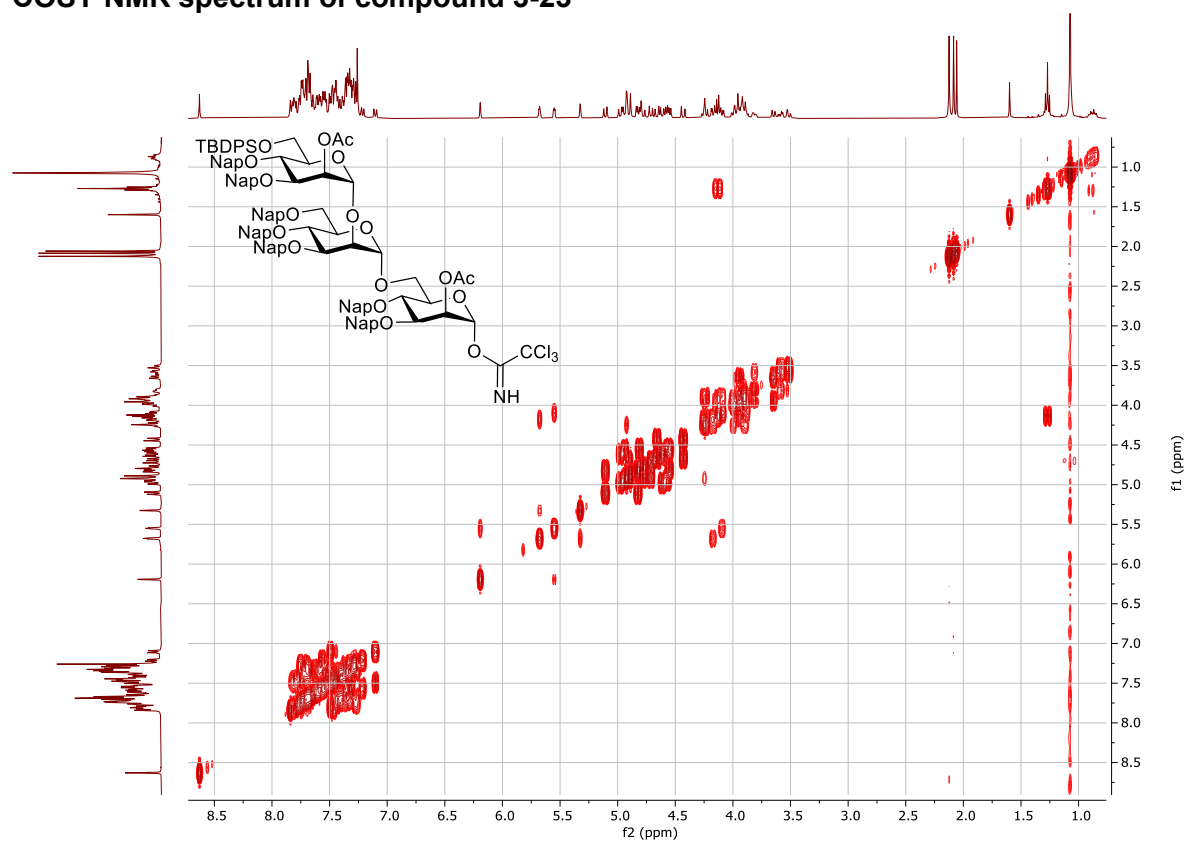 COSY NMR spectrum of compound 3-23
TBDPSO
OAc
NapO
O
NapO
O
NapO
O
NapO
NapO
O
OAc
O
NapO
NapO
O
CCl3
NH
1.0
1.5
2.0
2.5
3.0
3.5
4.0
4.5
5.0
5.5
6.0
6.5
7.0
7.5
8.0
8.5
f1 (ppm)
8.5 8.0 7.5 7.0 6.5 6.0 5.5 5.0 4.5 4.0 3.5 3.0 2.5 2.0 1.5 1.0
f2 (ppm)